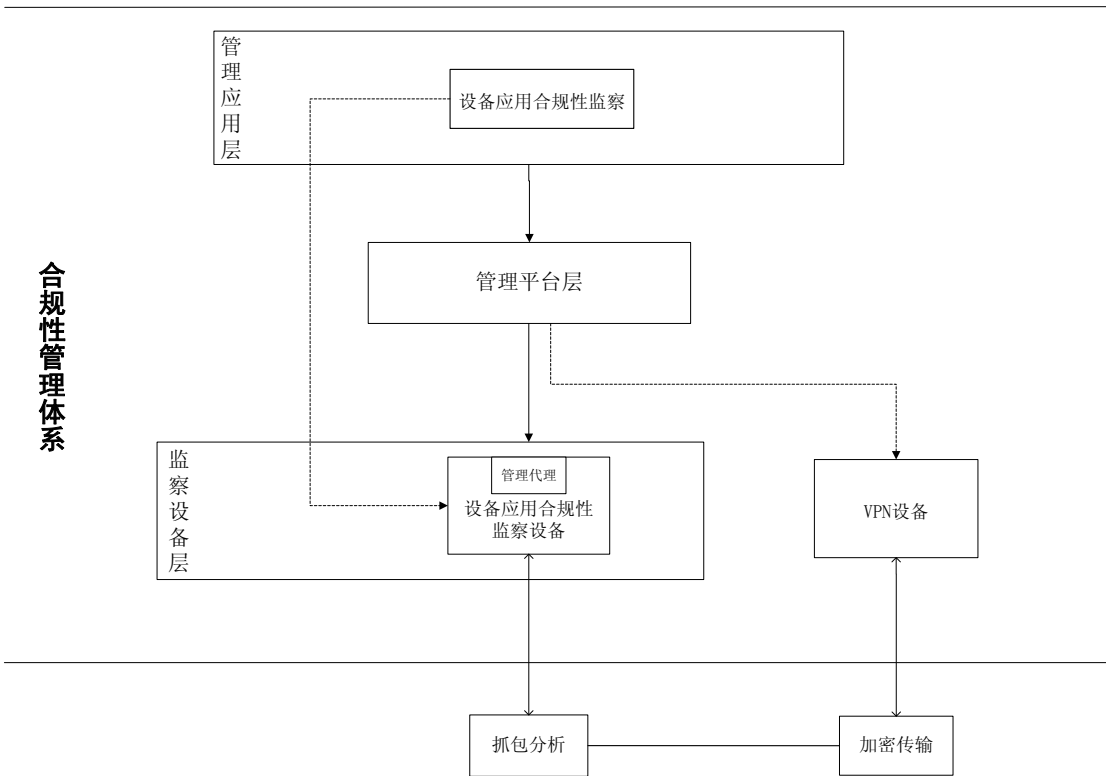 管理应用层
设备应用合规性监察
管理平台层
合规性管理体系
监察设备层
管理代理
设备应用合规性
监察设备
VPN设备
抓包分析
加密传输